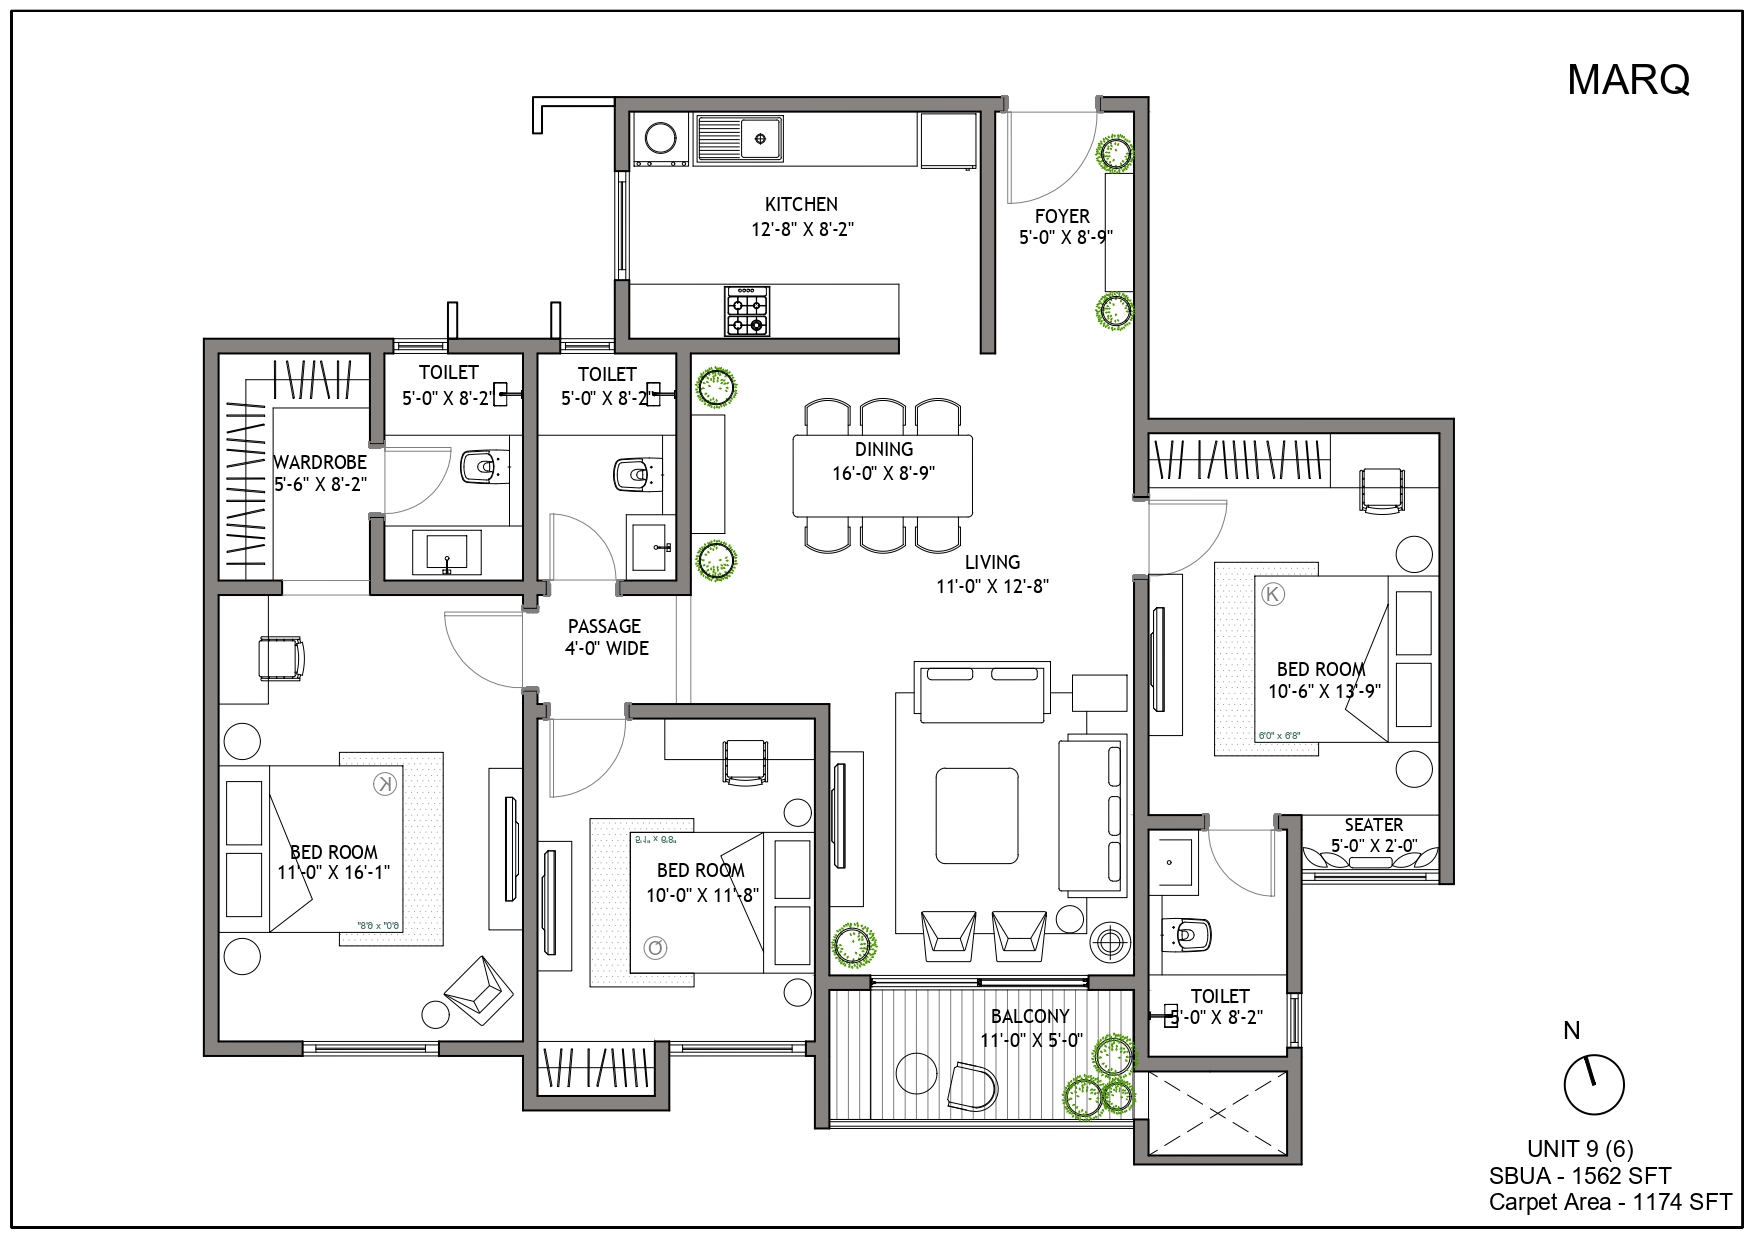 MARQ
KITCHEN
12'-8" X 8'-2"
FOYER
5'-0" X 8'-9"
TOILET
5'-0" X 8'-2"
TOILET
5'-0" X 8'-2"
WARDROBE
5'-6" X 8'-2"
DINING
16'-0" X 8'-9"
LIVING
11'-0" X 12'-8"
PASSAGE
4'-0" WIDE
K
BED ROOM
10'-6" X 13'-9"
6'0" x 6'8"
K
BED ROOM
11'-0" X 16'-1"
6'0" x 6'8"
BED ROOM
10'-0" X 11'-8"
Q
SEATER
5'-0" X 2'-0"
TOILET
5'-0" X 8'-2"
BALCONY
11'-0" X 5'-0"
N
UNIT 9 (6)
SBUA - 1562 SFT
Carpet Area - 1174 SFT